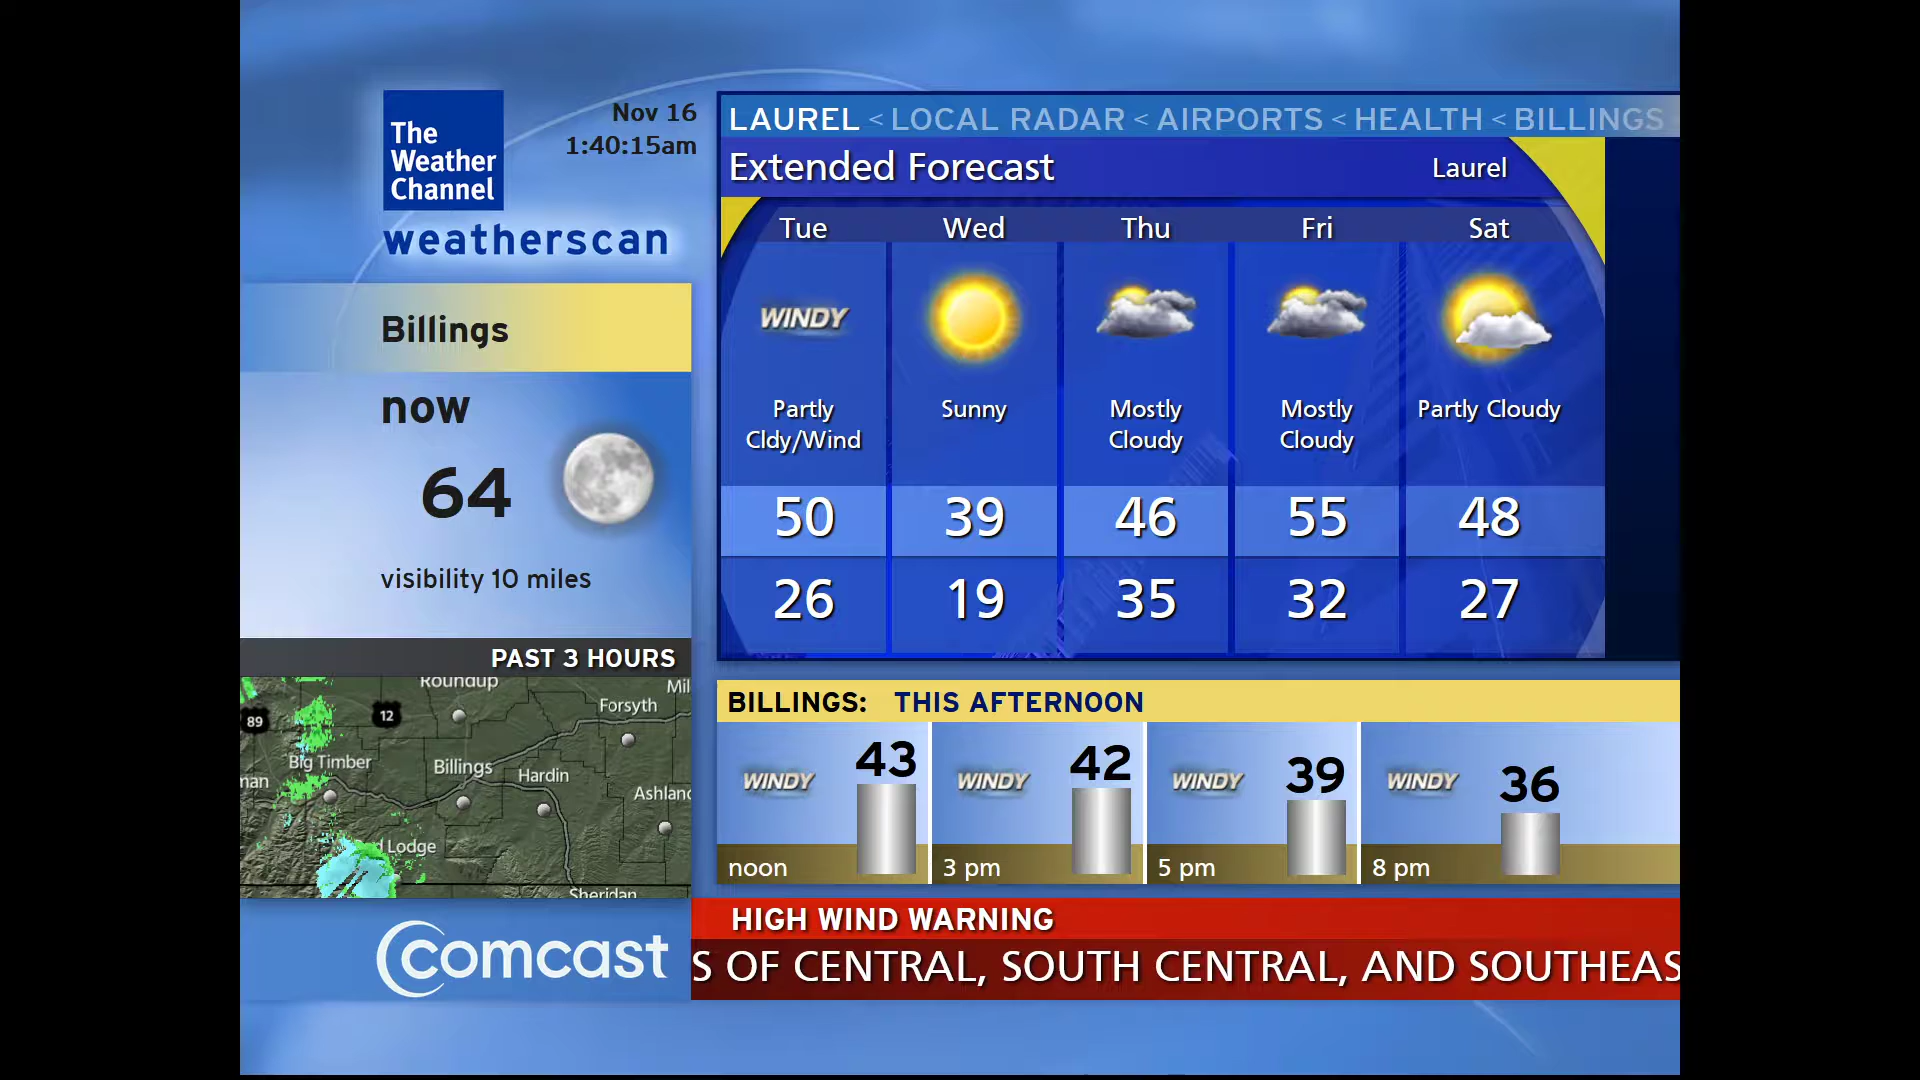 The
Weather
Channel
weatherscan
Nov 16
1:40:15am
Billings
now
64
visibility 10 miles
PAST 3 HOURS
Roundup
89
12
Forsyth
Big Timber
Billings
Hardin
Lodge
Sheridan
comcast
LAUREL < LOCAL RADAR < AIRPORTS < HEALTH < BILLINGS
Extended Forecast
Laurel
Tue Wed Thu Fri Sat
WINDY
Partly Sunny Mostly Mostly Partly Cloudy
Cldy/Wind Cloudy Cloudy
50 39 46 55 48
26 19 35 32 27
BILLINGS: THIS AFTERNOON
WINDY 43 WINDY 42 WINDY 39 WINDY 36
noon 3 pm 5 pm 8 pm
HIGH WIND WARNING
S OF CENTRAL, SOUTH CENTRAL, AND SOUTHEAS